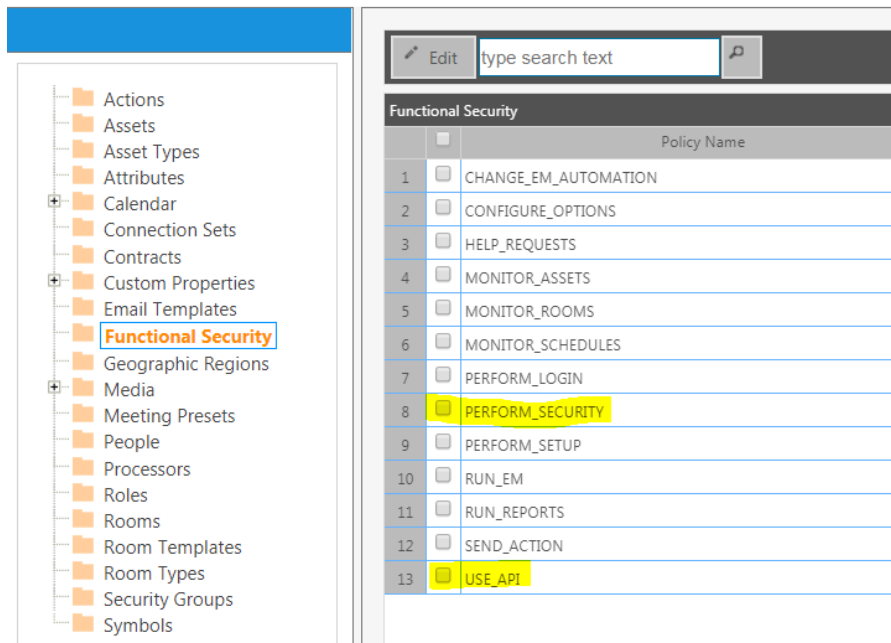 Actions
Assets
Asset Types
Attributes
Calendar
Connection Sets
Contracts
Custom Properties
Email Templates
Functional Security
Geographic Regions
Media
Meeting Presets
People
Processors
Roles
Rooms
Room Templates
Room Types
Security Groups
Symbols
Edit type search text
Functional Security
Policy Name
1 CHANGE_EM_AUTOMATION
2 CONFIGURE_OPTIONS
3 HELP_REQUESTS
4 MONITOR_ASSETS
5 MONITOR_ROOMS
6 MONITOR_SCHEDULES
7 PERFORM_LOGIN
8 PERFORM_SECURITY
9 PERFORM_SETUP
10 RUN_EM
11 RUN_REPORTS
12 SEND_ACTION
13 USE_API